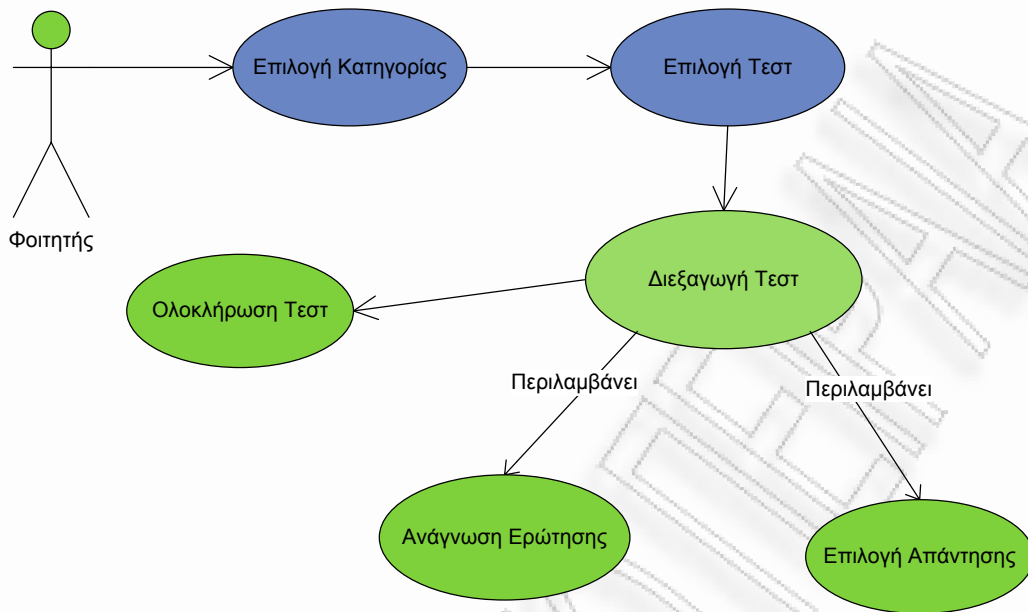 Επιλογή Κατηγορίας
Επιλογή Τεστ
Φοιτητής
Διεξαγωγή Τεστ
Ολοκλήρωση Τεστ
Περιλαμβάνει
Περιλαμβάνει
Ανάγνωση Ερώτησης
Επιλογή Απάντησης